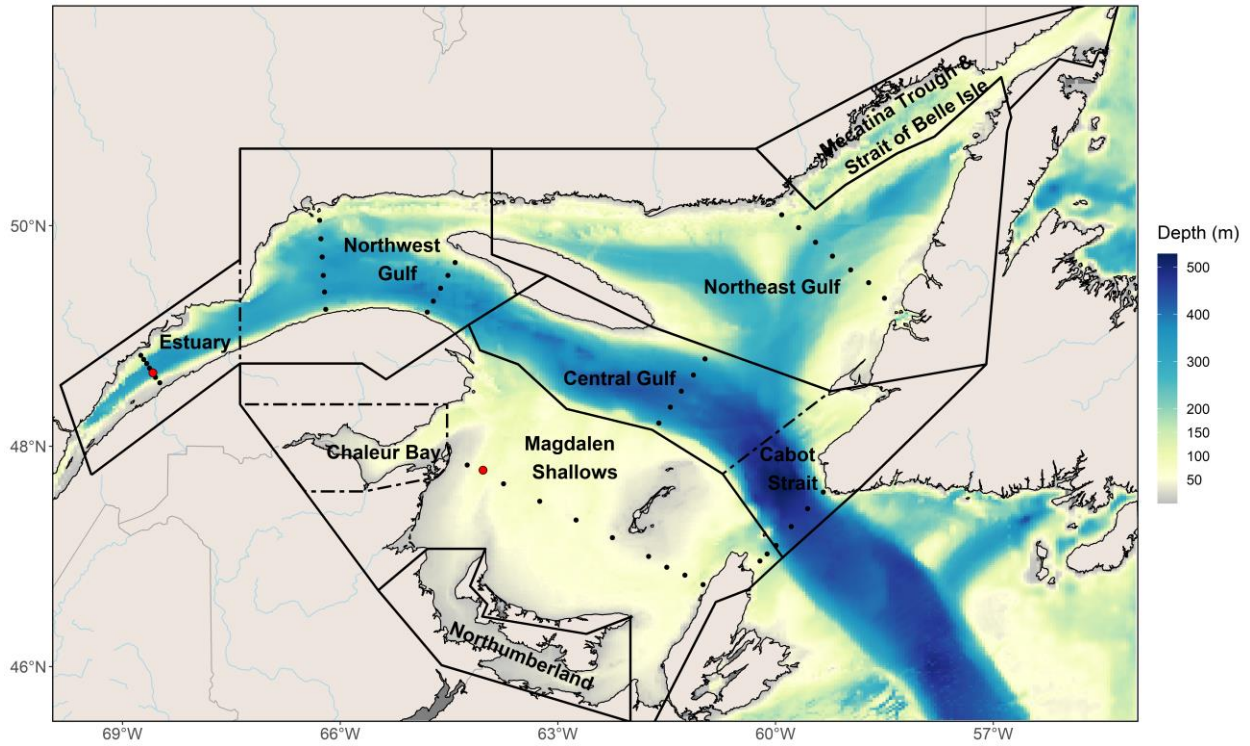 Mécatina Trough &
Strait of Belle Isle
50°N
Northwest
Gulf
Depth (m)
500
400
300
200
150
100
50
Northeast Gulf
Estuary
Central Gulf
48°N
Chaleur Bay
Magdalen
Shallows
Cabot
Strait
Northumberland
46°N
69°W
66°W
63°W
60°W
57°W